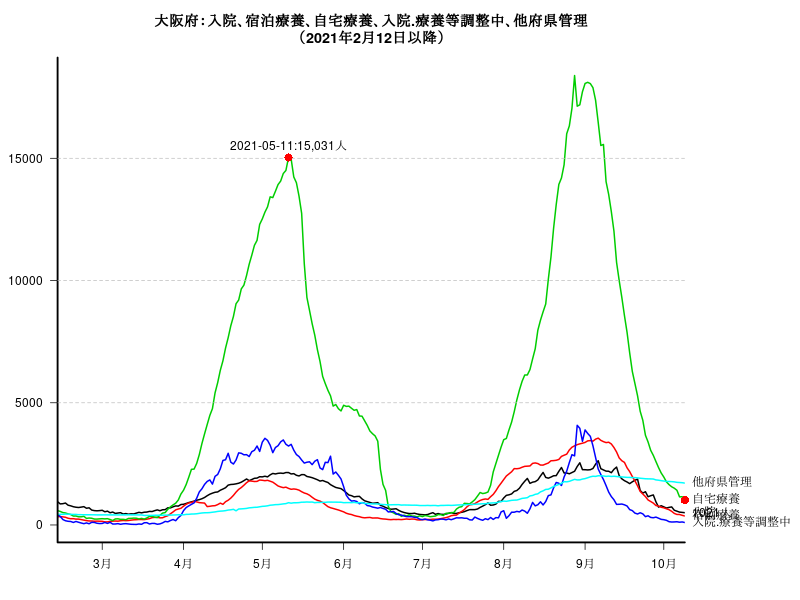 大阪府：入院、宿泊療養、自宅療養、入院.療養等調整中、他府県管理
（2021年2月12日以降）
2021-05-11:15,031人
15000
10000
5000
0
他府県管理
自宅療養
入院.療養等調整中
3月 4月 5月 6月 7月 8月 9月 10月